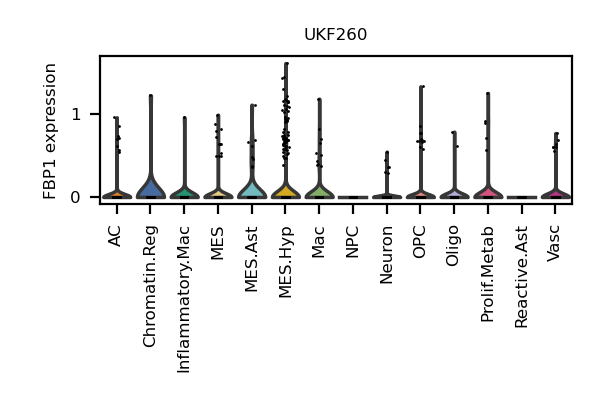 UKF260
FBP1 expression
1
0
AC
Chromatin.Reg
Inflammatory.Mac
MES
MES.Ast
MES.Hyp
Mac
NPC
Neuron
OPC
Oligo
Prolif.Metab
Reactive.Ast
Vasc